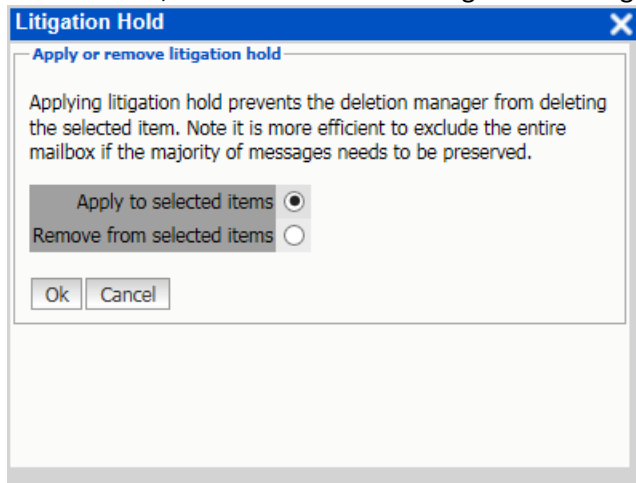 Litigation Hold
Apply or remove litigation hold
Applying litigation hold prevents the deletion manager from deleting
the selected item. Note it is more efficient to exclude the entire
mailbox if the majority of messages needs to be preserved.
Apply to selected items
Remove from selected items
Ok Cancel